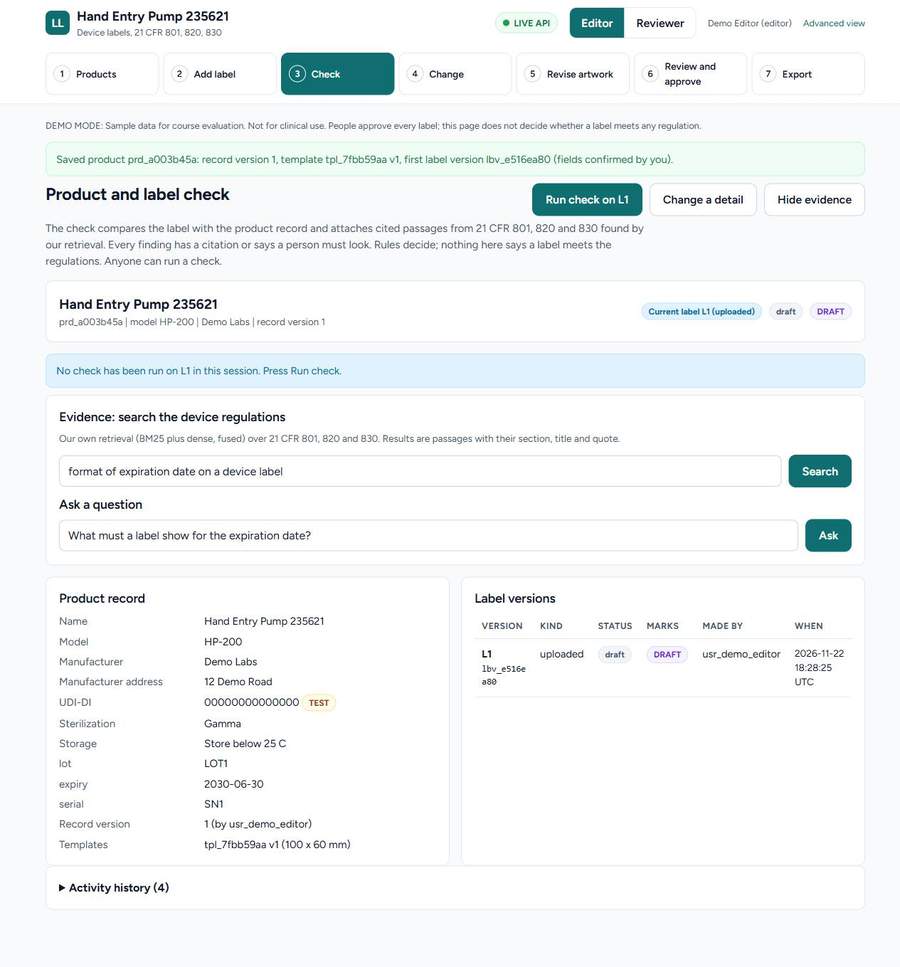 LL
Hand Entry Pump 235621
Device labels, 21 CFR 801, 820, 830
LIVE API
Editor
Reviewer
Demo Editor (editor)
Advanced view
1 Products
2 Add label
3 Check
4 Change
5 Revise artwork
6 Review and
approve
7 Export
DEMO MODE: Sample data for course evaluation. Not for clinical use. People approve every label; this page does not decide whether a label meets any regulation.
Saved product prd_a003b45a: record version 1, template tpl_7fbb59aa v1, first label version lbv_e516ea80 (fields confirmed by you).
Product and label check
Run check on L1
Change a detail
Hide evidence
The check compares the label with the product record and attaches cited passages from 21 CFR 801, 820 and 830 found by
our retrieval. Every finding has a citation or says a person must look. Rules decide; nothing here says a label meets the
regulations. Anyone can run a check.
Hand Entry Pump 235621
prd_a003b45a | model HP-200 | Demo Labs | record version 1
Current label L1 (uploaded)
draft
DRAFT
No check has been run on L1 in this session. Press Run check.
Evidence: search the device regulations
Our own retrieval (BM25 plus dense, fused) over 21 CFR 801, 820 and 830. Results are passages with their section, title and quote.
format of expiration date on a device label
Search
Ask a question
What must a label show for the expiration date?
Ask
Product record
Name Hand Entry Pump 235621
Model HP-200
Manufacturer Demo Labs
Manufacturer address 12 Demo Road
UDI-DI 00000000000000 TEST
Sterilization Gamma
Storage Store below 25 C
lot LOT1
expiry 2030-06-30
serial SN1
Record version 1 (by usr_demo_editor)
Templates tpl_7fbb59aa v1 (100 x 60 mm)
Label versions
VERSION KIND STATUS MARKS MADE BY WHEN
L1 uploaded draft DRAFT usr_demo_editor 2026-11-22
lbv_e516e 18:28:25
a80 UTC
Activity history (4)